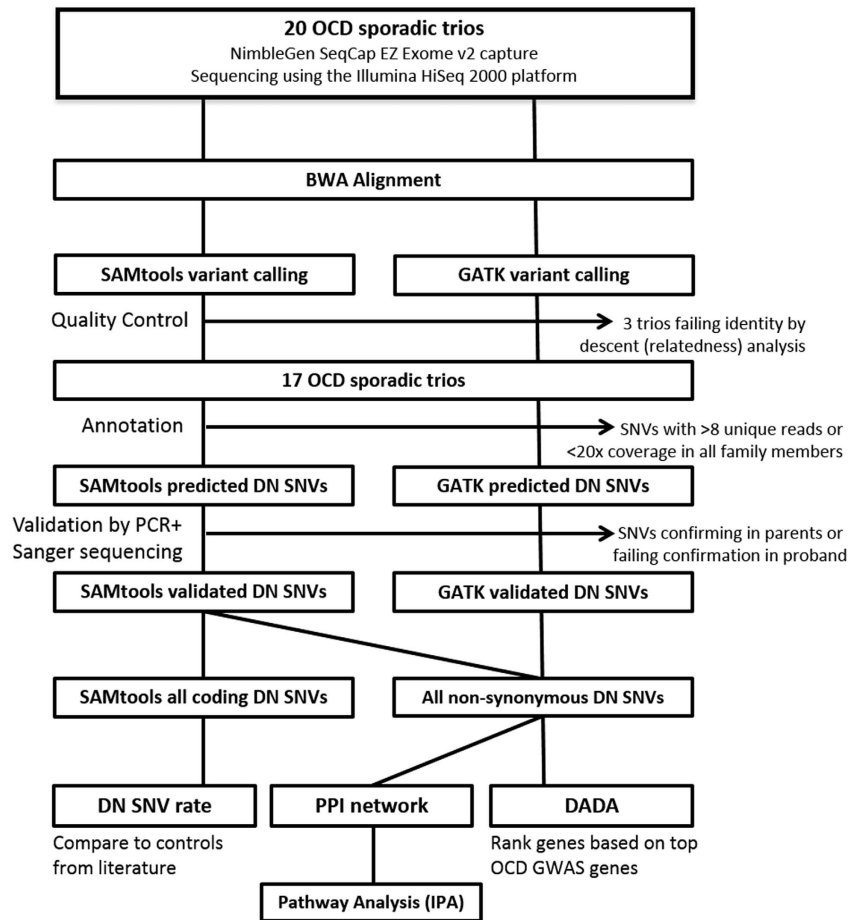 20 OCD sporadic trios
NimbleGen SeqCap EZ Exome v2 capture
Sequencing using the Illumina HiSeq 2000 platform
BWA Alignment
SAMtools variant calling
GATK variant calling
Quality Control
3 trios failing identity by
descent (relatedness) analysis
17 OCD sporadic trios
Annotation
SNVs with >8 unique reads or
<20x coverage in all family members
SAMtools predicted DN SNVs
GATK predicted DN SNVs
Validation by PCR+
Sanger sequencing
SNVs confirming in parents or
failing confirmation in proband
SAMtools validated DN SNVs
GATK validated DN SNVs
SAMtools all coding DN SNVs
All non-synonymous DN SNVs
DN SNV rate
PPI network
DADA
Compare to controls
from literature
Rank genes based on top
OCD GWAS genes
Pathway Analysis (IPA)